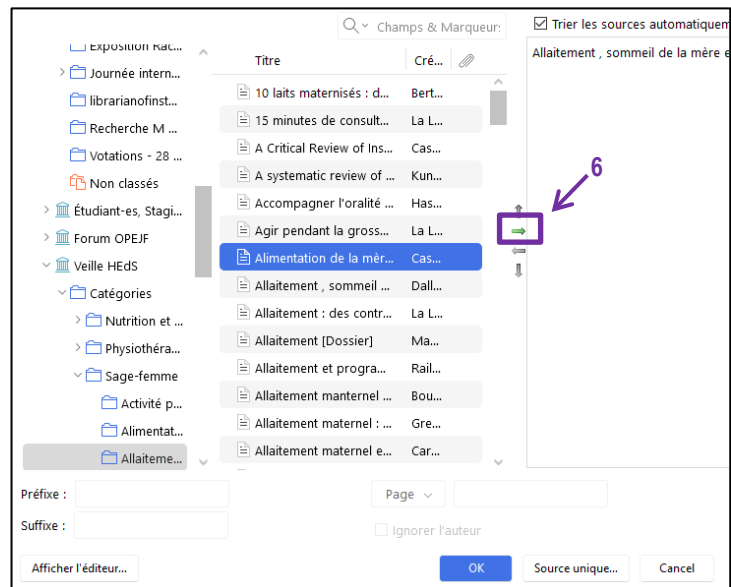 Champs & Marqueurs
Trier les sources automatiquem
Exposition Rac...
Journée intern...
librarianofinst...
Recherche M ...
Votations - 28 ...
Non classés
Étudiant-es, Stagi...
Forum OPEJF
Veille HEdS
Catégories
Nutrition et ...
Physiothéra...
Sage-femme
Activité p...
Alimentat...
Allaiteme...
Titre Cré...
10 laits maternisés : d... Bert...
15 minutes de consult... La L...
A Critical Review of Ins... Cas...
A systematic review of ... Kun...
Accompagner l'oralité ... Has...
Agir pendant la gross... La L...
Alimentation de la mèr... Cas...
Allaitement , sommeil ... Dall...
Allaitement : des contr... La L...
Allaitement [Dossier] Ma...
Allaitement et progra... Rail...
Allaitement manternel ... Bou...
Allaitement maternel : ... Gre...
Allaitement maternel e... Car...
6
Allaitement , sommeil de la mère e
Préfixe :
Page
Suffixe :
Ignorer l'auteur
Afficher l'éditeur...
OK
Source unique...
Cancel